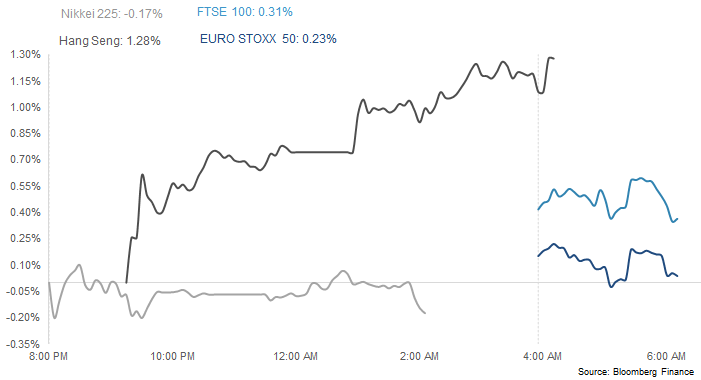 Nikkei 225: -0.17%
FTSE 100: 0.31%
Hang Seng: 1.28%
EURO STOXX 50: 0.23%
1.30%
1.15%
1.00%
0.85%
0.70%
0.55%
0.40%
0.25%
0.10%
-0.05%
-0.20%
-0.35%
8:00 PM
10:00 PM
12:00 AM
2:00 AM
4:00 AM
6:00 AM
Source: Bloomberg Finance